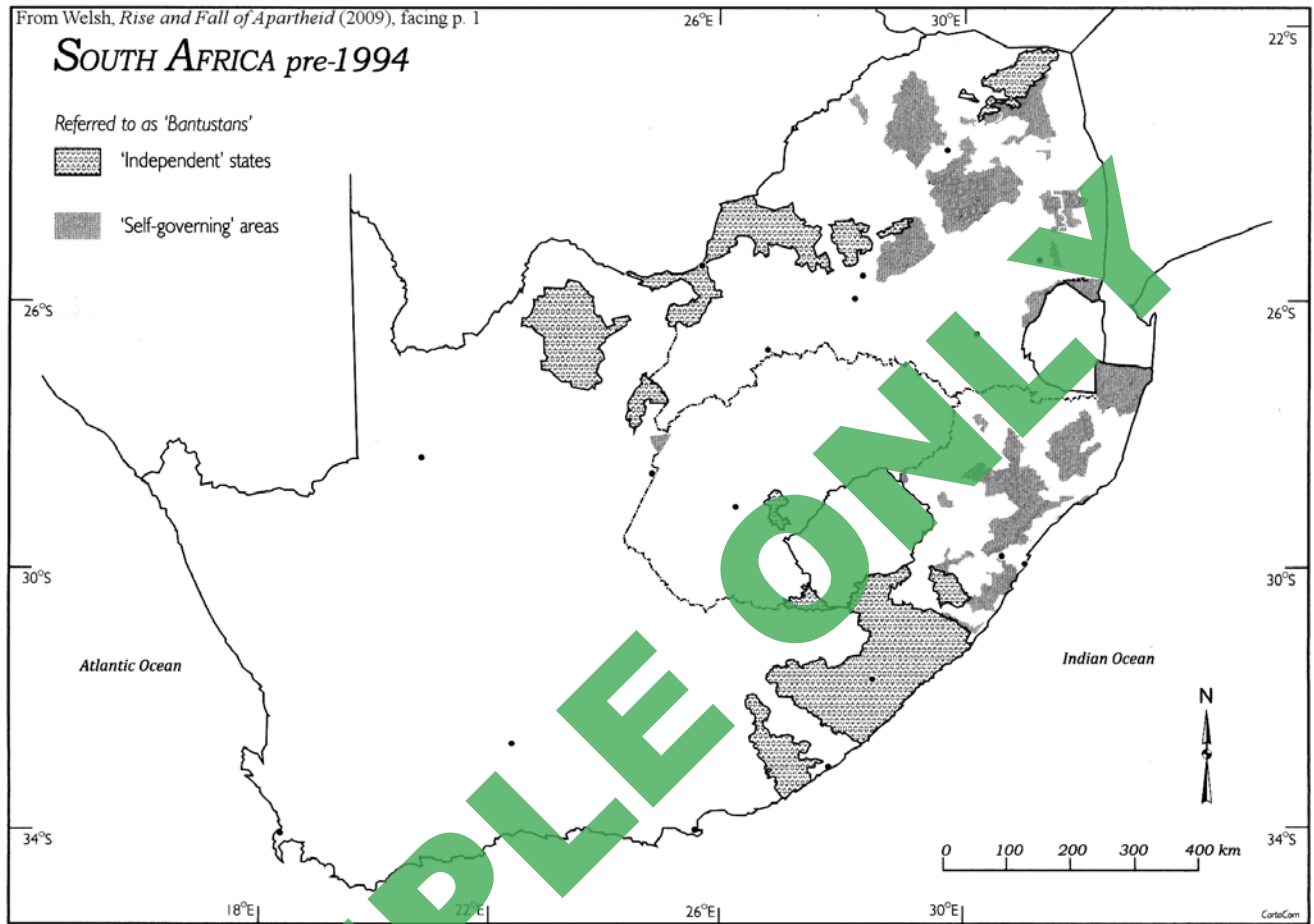 From Welsh, Rise and Fall of Apartheid (2009), facing p. 1
SOUTH AFRICA pre-1994
Referred to as 'Bantustans'
'Independent' states
'Self-governing' areas
26°E
30°E
22°S
22°S
26°S
26°S
30°S
30°S
Atlantic Ocean
Indian Ocean
N
34°S
34°S
0 100 200 300 400 km
18°E
22°E
26°E
30°E
CartoCom
PLE ONLY